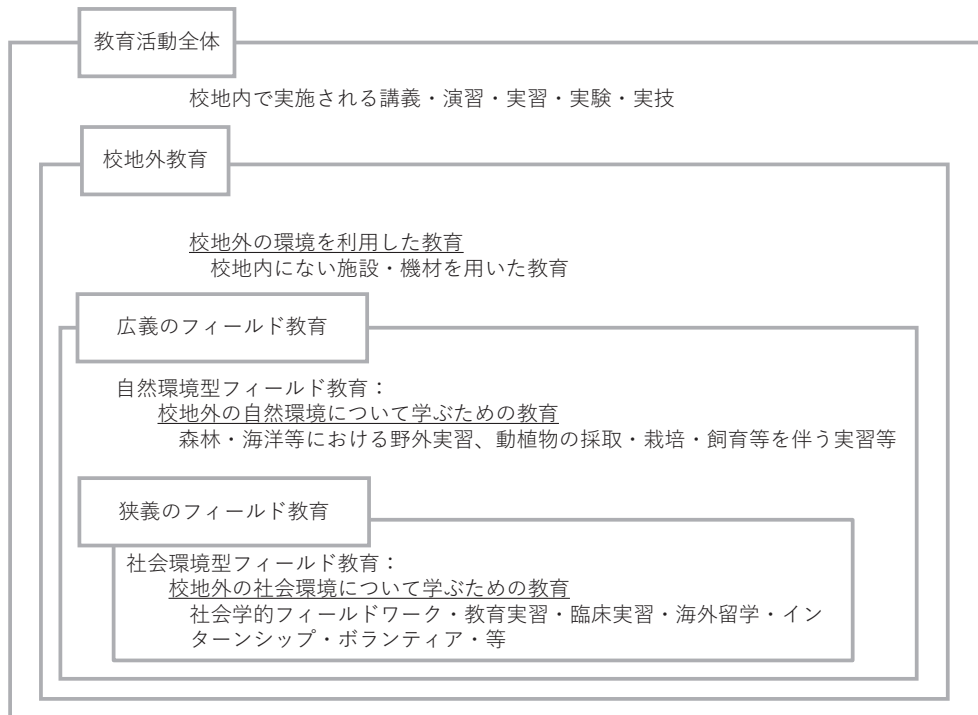 教育活動全体
校地内で実施される講義・演習・実習・実験・実技
校地外教育
校地外の環境を利用した教育
校地内にない施設・機材を用いた教育
広義のフィールド教育
自然環境型フィールド教育：
校地外の自然環境について学ぶための教育
森林・海洋等における野外実習、動植物の採取・栽培・飼育等を伴う実習等
狭義のフィールド教育
社会環境型フィールド教育：
校地外の社会環境について学ぶための教育
社会学的フィールドワーク・教育実習・臨床実習・海外留学・イン
ターンシップ・ボランティア・等